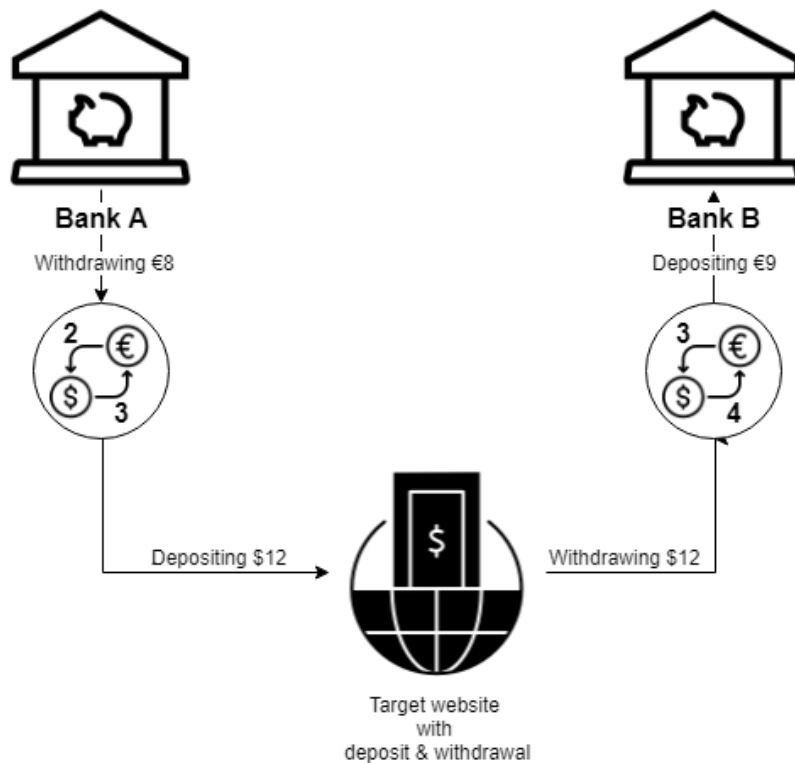 Bank A
Bank B
Withdrawing €8
Depositing €9
2
€
$
3
3
€
$
4
$
Depositing $12
Withdrawing $12
Target website
with
deposit & withdrawal